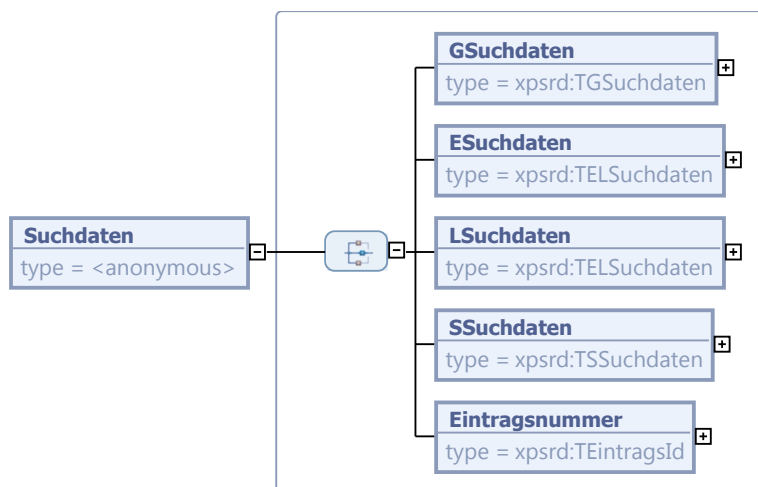 GSuchdaten
type = xpsrd:TGSuchdaten
ESuchdaten
type = xpsrd:TELSuchdaten
Suchdaten
type = <anonymous>
LSuchdaten
type = xpsrd:TELSuchdaten
SSuchdaten
type = xpsrd:TSSuchdaten
Eintragsnummer
type = xpsrd:TEintragsId